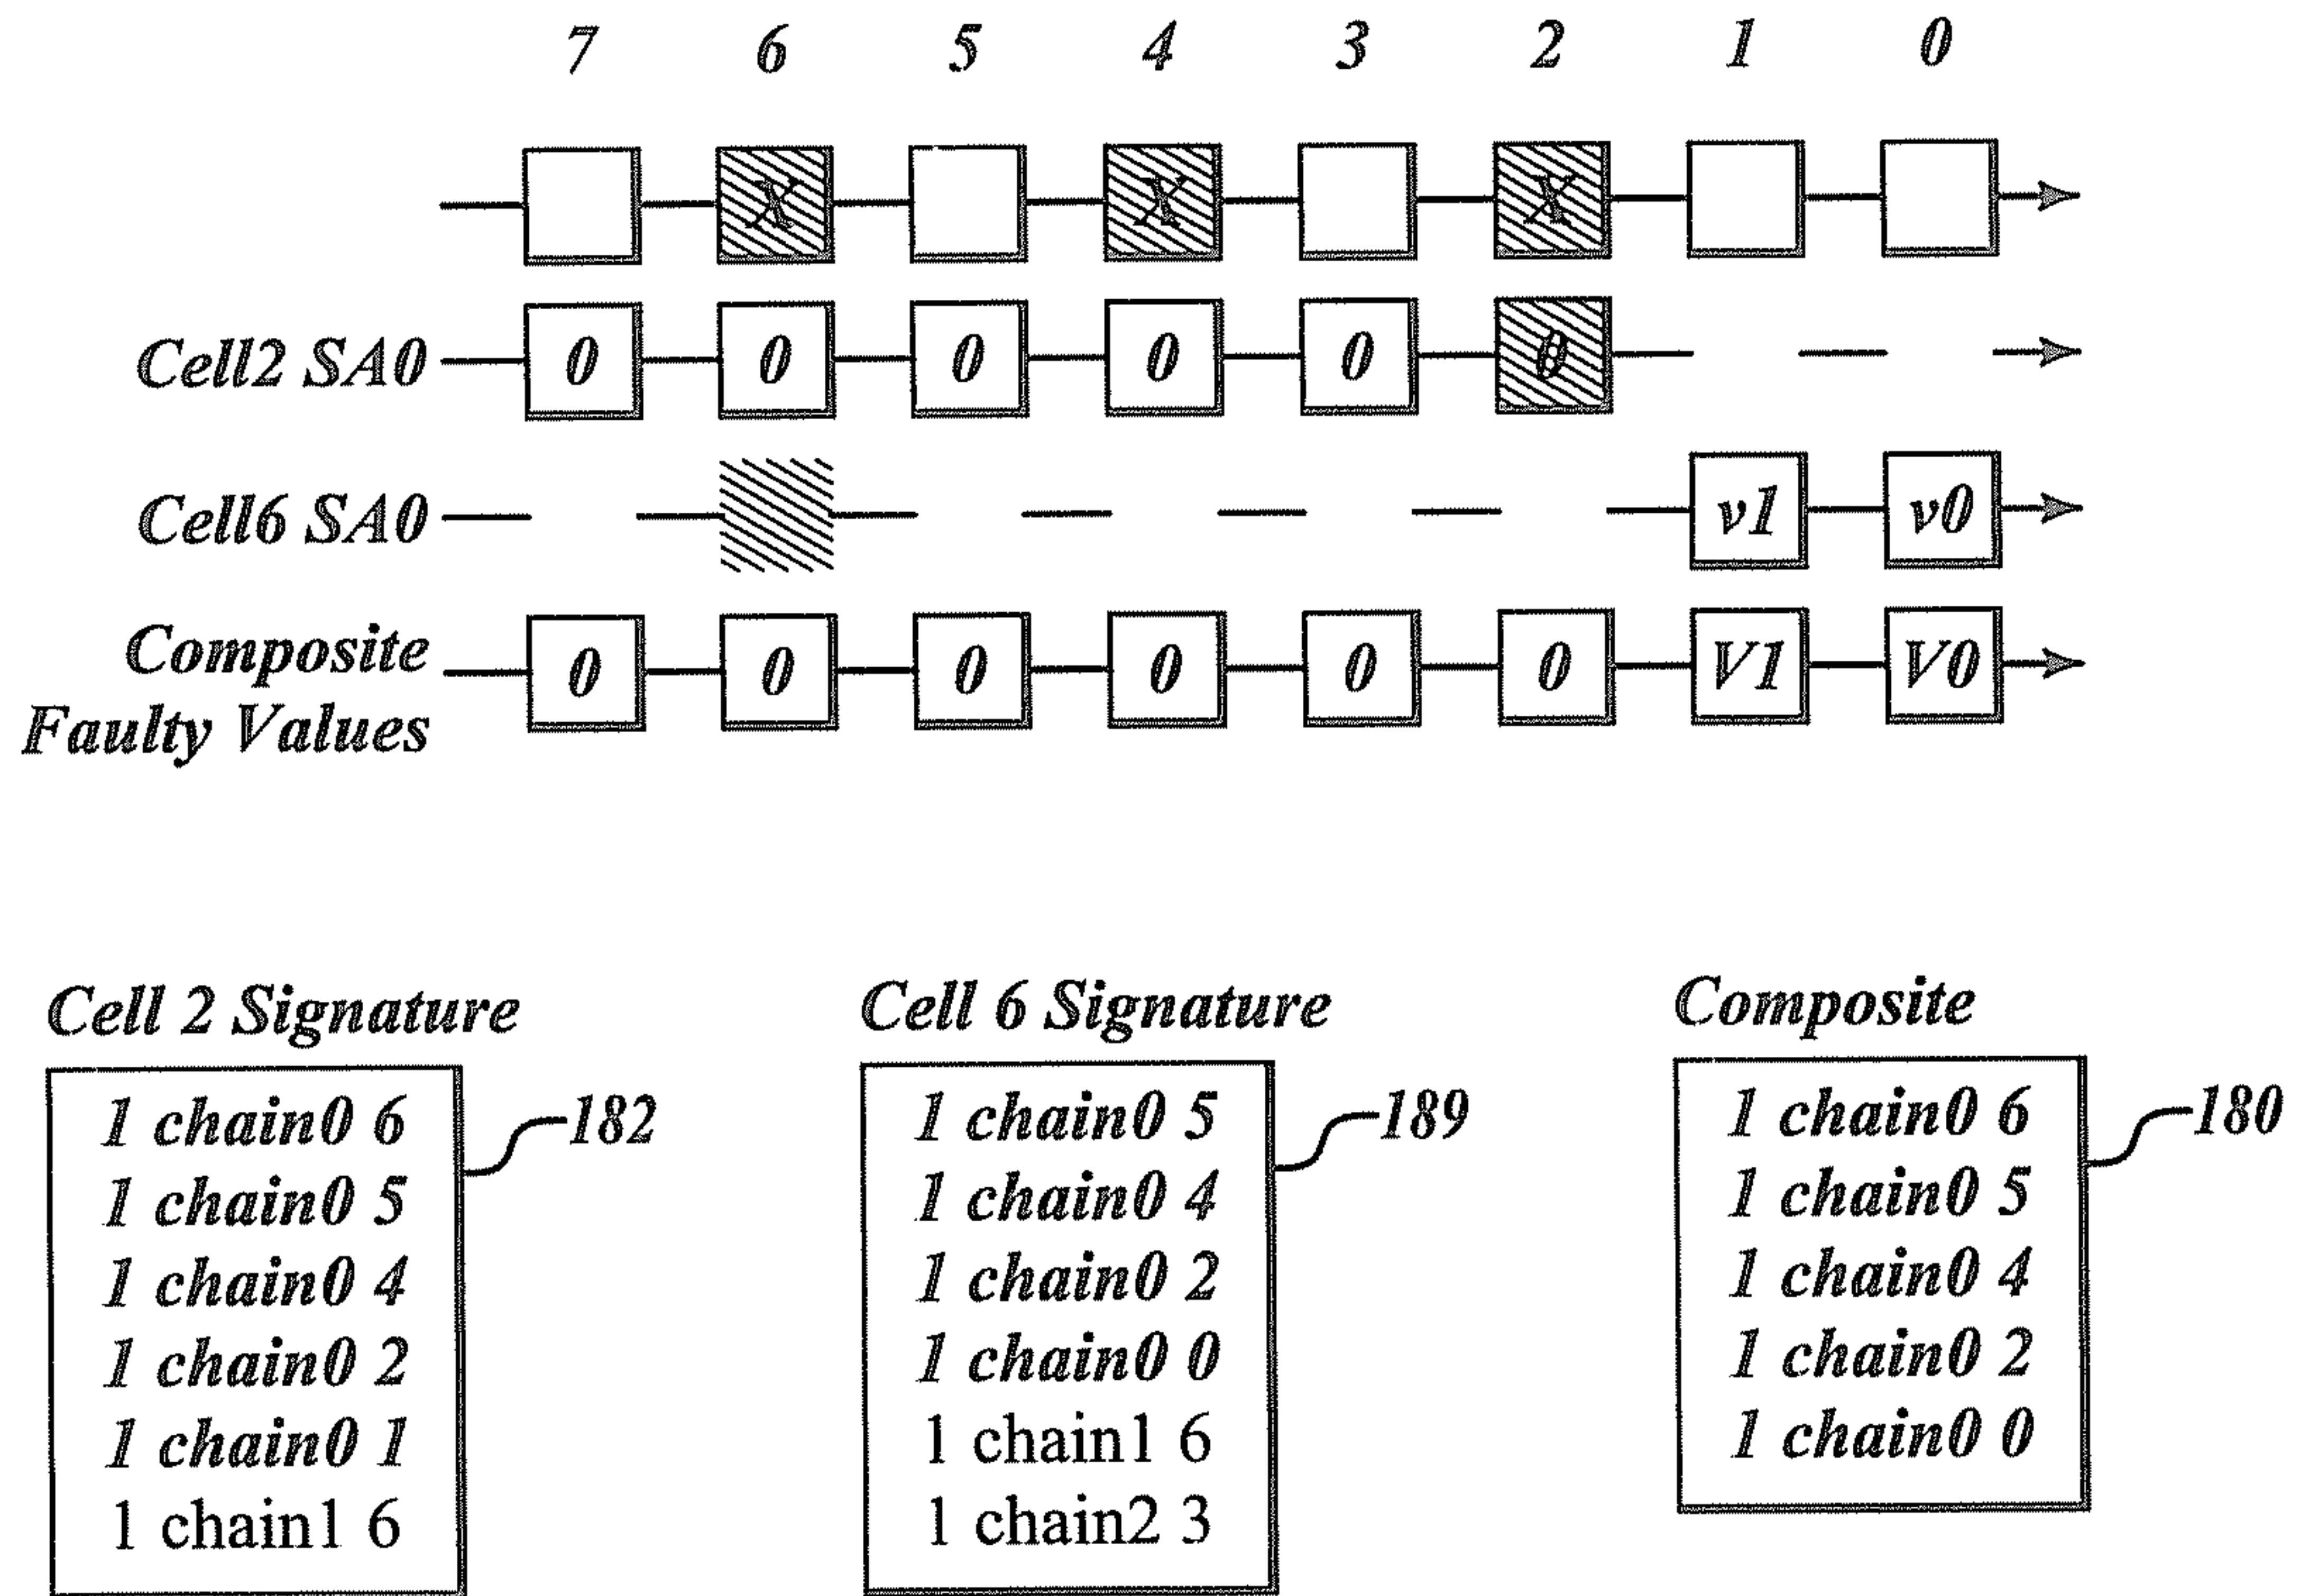 7 6 5 4 3 2 1 0
X X X
Cell2 SA0 0 0 0 0 0 0
Cell6 SA0 v1 v0
Composite
Faulty Values
0 0 0 0 0 0 V1 V0
Cell 2 Signature
1 chain0 6
1 chain0 5
1 chain0 4
1 chain0 2
1 chain0 1
1 chain1 6
182
Cell 6 Signature
1 chain0 5
1 chain0 4
1 chain0 2
1 chain0 0
1 chain1 6
1 chain2 3
189
Composite
1 chain0 6
1 chain0 5
1 chain0 4
1 chain0 2
1 chain0 0
180